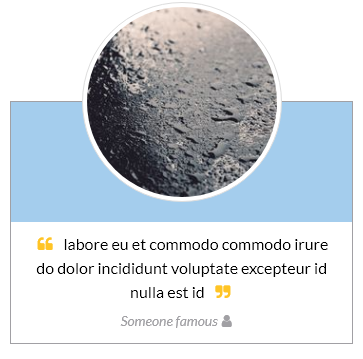 labore eu et commodo commodo irure
do dolor incididunt voluptate excepteur id
nulla est id
Someone famous